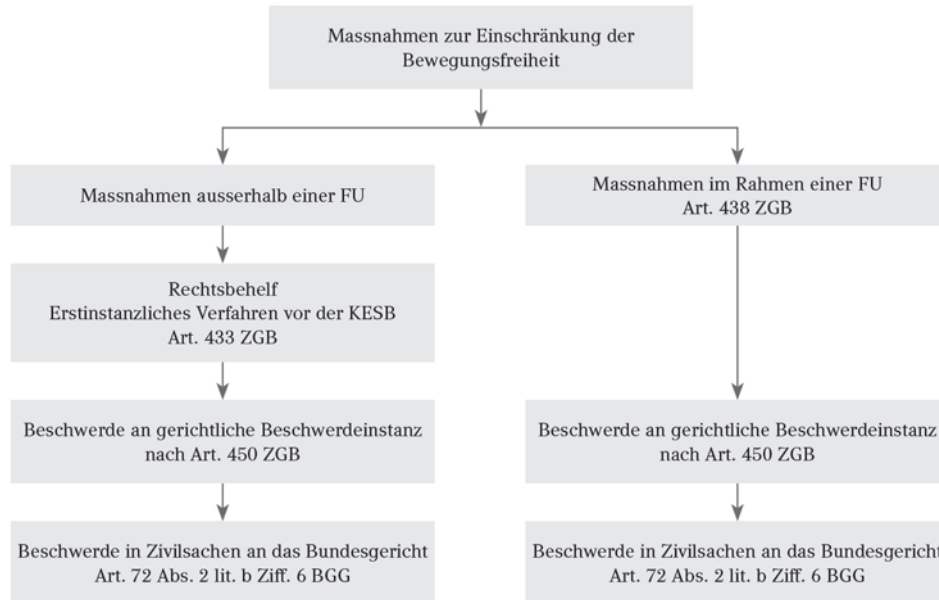 Massnahmen zur Einschränkung der
Bewegungsfreiheit
Massnahmen ausserhalb einer FU
Massnahmen im Rahmen einer FU
Art. 438 ZGB
Rechtsbehelf
Erstinstanzliches Verfahren vor der KESB
Art. 433 ZGB
Beschwerde an gerichtliche Beschwerdeinstanz
nach Art. 450 ZGB
Beschwerde an gerichtliche Beschwerdeinstanz
nach Art. 450 ZGB
Beschwerde in Zivilsachen an das Bundesgericht
Art. 72 Abs. 2 lit. b Ziff. 6 BGG
Beschwerde in Zivilsachen an das Bundesgericht
Art. 72 Abs. 2 lit. b Ziff. 6 BGG